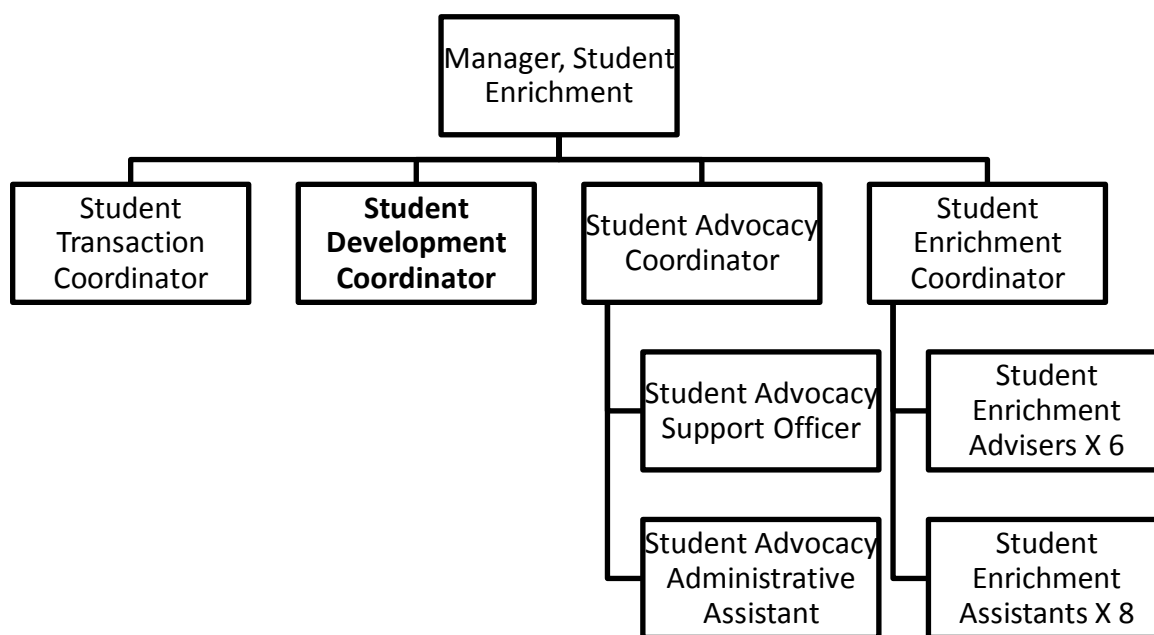 Manager, Student
Enrichment
Student
Transaction
Coordinator
Student
Development
Coordinator
Student Advocacy
Coordinator
Student
Enrichment
Coordinator
Student Advocacy
Support Officer
Student Advocacy
Administrative
Assistant
Student
Enrichment
Advisers X 6
Student
Enrichment
Assistants X 8